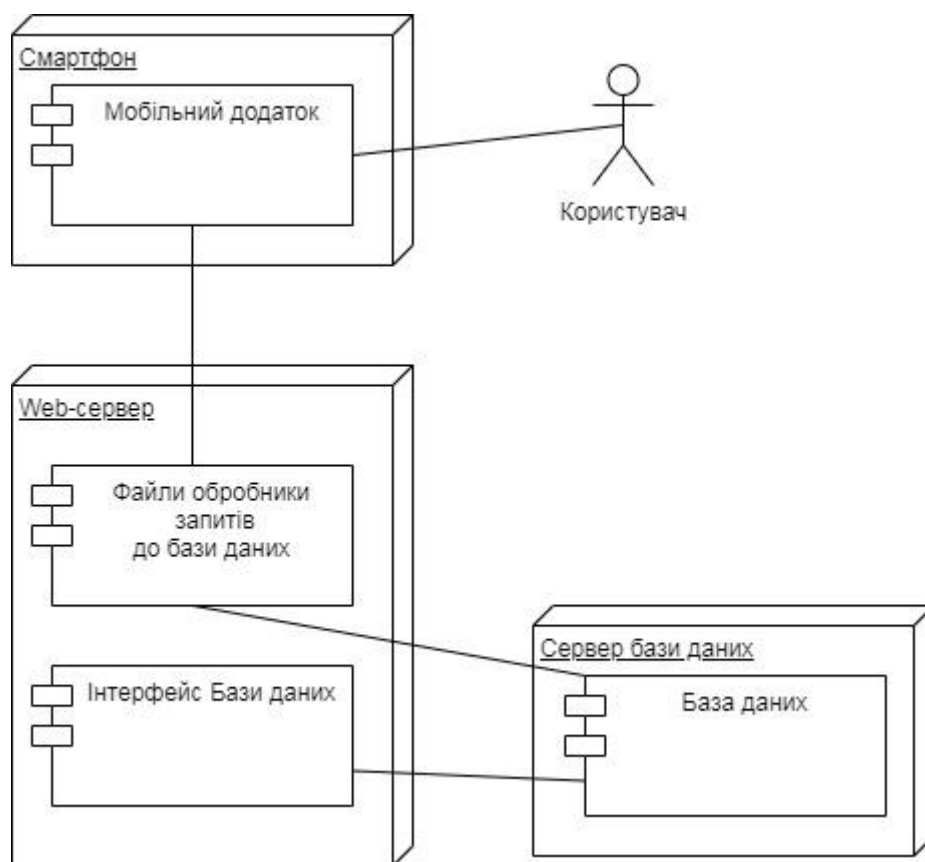 Смартфон
Мобільний додаток
Користувач
Web-сервер
Файли обробники
запитів
до бази даних
Інтерфейс Бази даних
Сервер бази даних
База даних